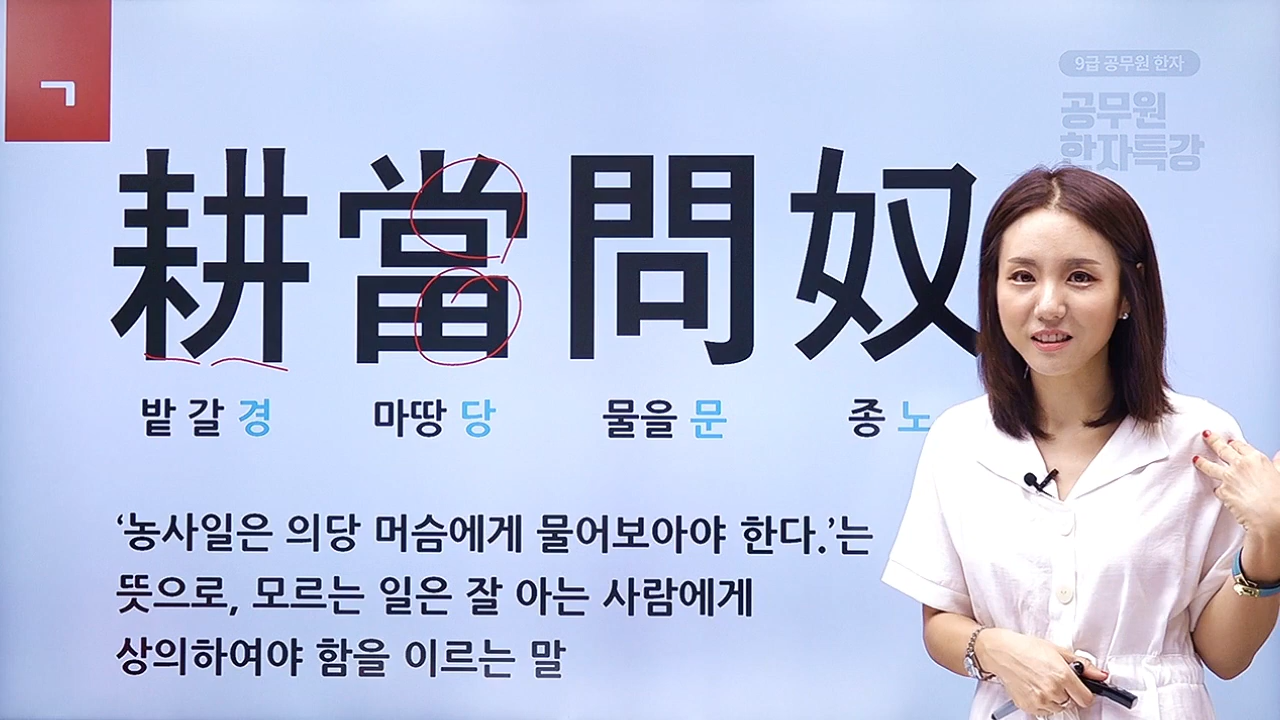 ㄱ
9급 공무원 한자
공무원
한자특강
耕當問奴
밭 갈 경 마땅 당 물을 문 종 노
‘농사일은 의당 머슴에게 물어보아야 한다.’는
뜻으로, 모르는 일은 잘 아는 사람에게
상의하여야 함을 이르는 말